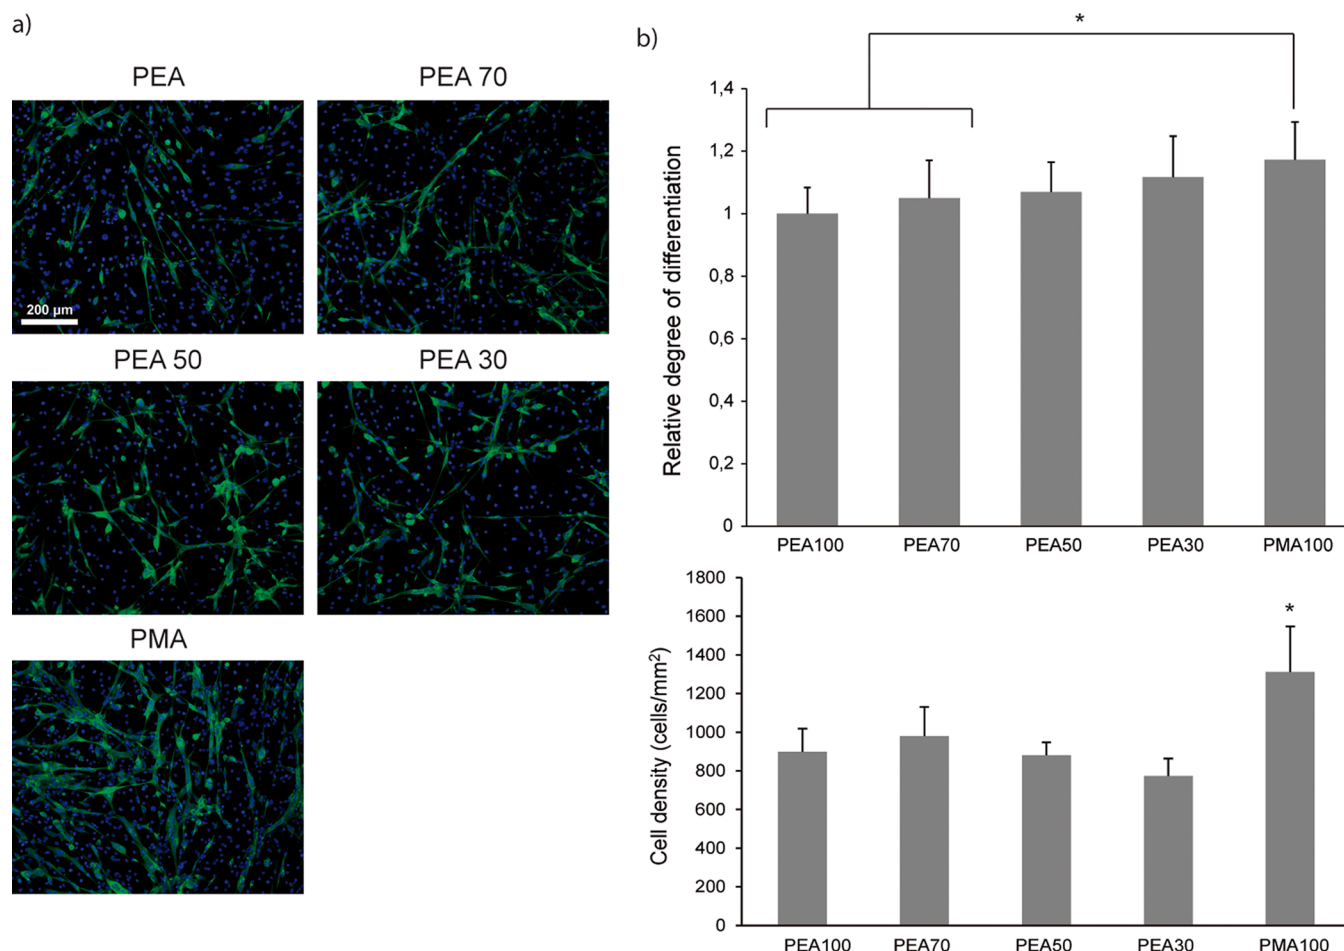 a)
PEA
PEA 70
200 µm
PEA 50
PEA 30
PMA
b)
*
Relative degree of differentiation
1,4
1,2
1
0,8
0,6
0,4
0,2
0
PEA100
PEA70
PEA50
PEA30
PMA100
Cell density (cells/mm²)
1800
1600
1400
1200
1000
800
600
400
200
0
*
PEA100
PEA70
PEA50
PEA30
PMA100